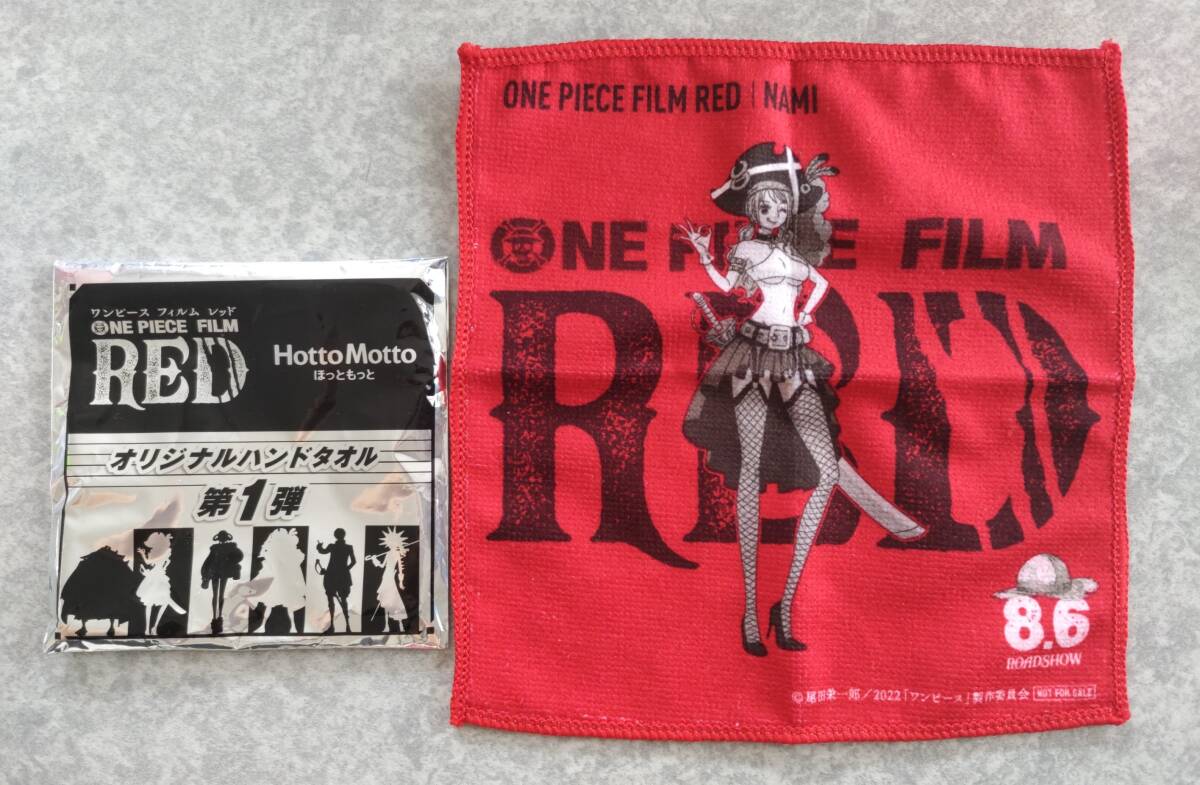 ワンピース フィルム レッド
ONE PIECE FILM
RED
HottoMotto
ほっともっと
オリジナルハンドタオル
第1弾
ONE PIECE FILM RED | NAMI
ONE PIECE FILM
RED
8.6
ROADSHOW
©尾田栄一郎/2022「ワンピース」製作委員会 NOT FOR SALE